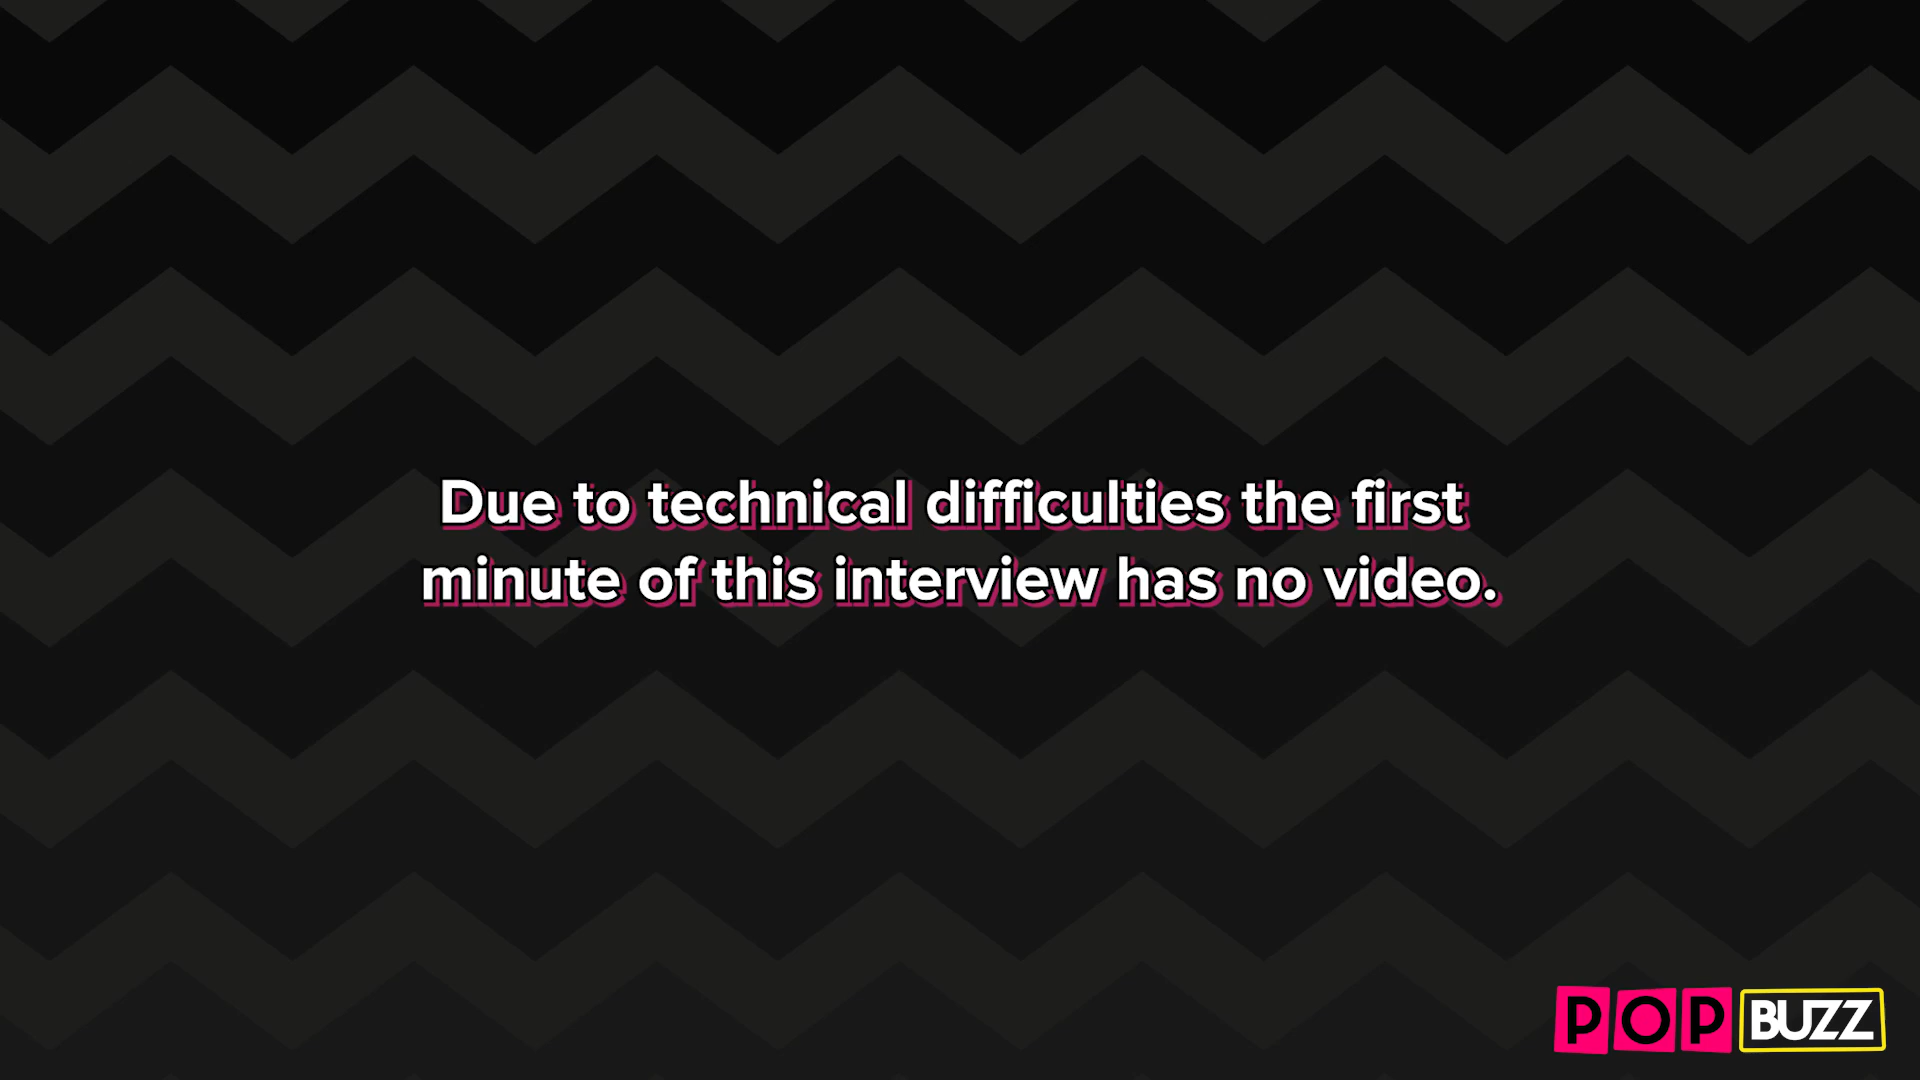 Due to technical difficulties the first
minute of this interview has no video.
POP BUZZ